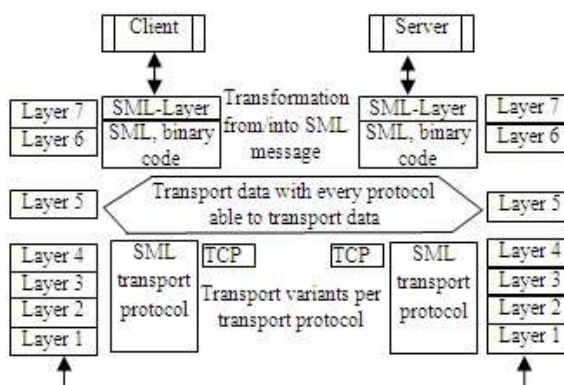 Client
Server
Layer 7
Layer 6
SML-Layer
SML, binary
code
Transformation
from/into SML
message
SML-Layer
SML, binary
code
Layer 7
Layer 6
Layer 5
Transport data with every protocol
able to transport data
Layer 5
Layer 4
Layer 3
Layer 2
Layer 1
SML
transport
protocol
TCP
TCP
Transport variants per
transport protocol
SML
transport
protocol
Layer 4
Layer 3
Layer 2
Layer 1